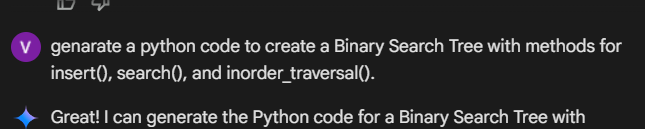 V
genarate a python code to create a Binary Search Tree with methods for
insert(), search(), and inorder_traversal().
Great! I can generate the Python code for a Binary Search Tree with